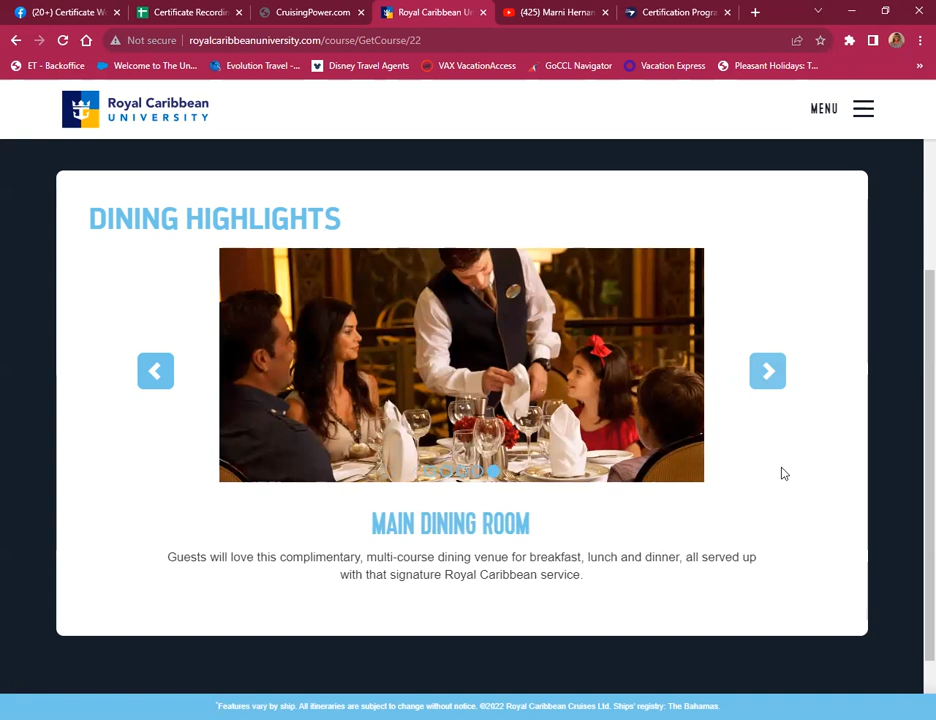 (20+) Certificate W
Certificate Recordin
CruisingPower.com
Royal Caribbean Un
(425) Marni Hernan
Certification Progra
Not secure
royalcaribbeanuniversity.com/course/GetCourse/22
ET - Backoffice
Welcome to The Un...
Evolution Travel -...
Disney Travel Agents
VAX VacationAccess
GoCCL Navigator
Vacation Express
Pleasant Holidays: T...
»
Royal Caribbean
UNIVERSITY
MENU
DINING HIGHLIGHTS
MAIN DINING ROOM
Guests will love this complimentary, multi-course dining venue for breakfast, lunch and dinner, all served up
with that signature Royal Caribbean service.
*Features vary by ship. All itineraries are subject to change without notice. ©2022 Royal Caribbean Cruises Ltd. Ships' registry: The Bahamas.